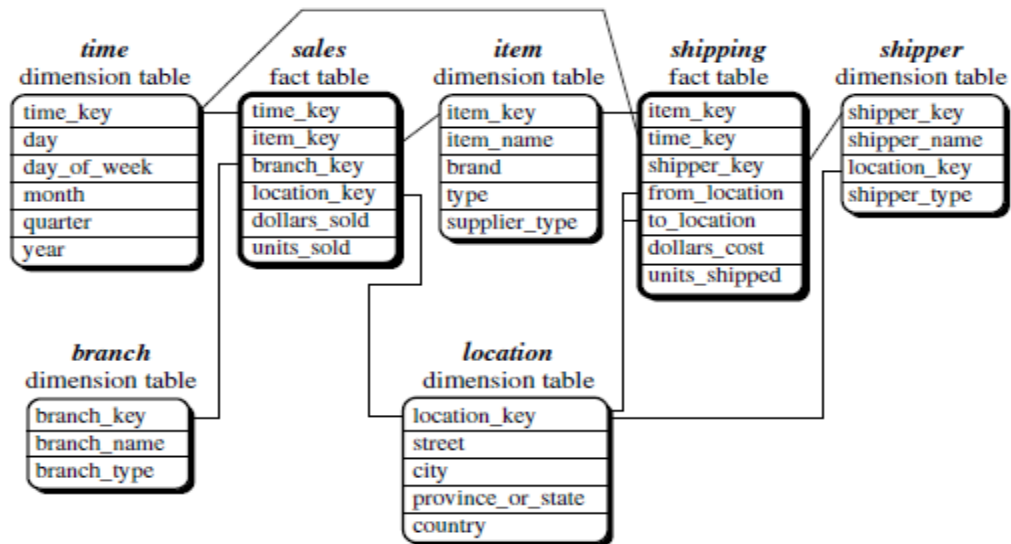 time
dimension table
time_key
day
day_of_week
month
quarter
year
sales
fact table
time_key
item_key
branch_key
location_key
dollars_sold
units_sold
item
dimension table
item_key
item_name
brand
type
supplier_type
shipping
fact table
item_key
time_key
shipper_key
from_location
to_location
dollars_cost
units_shipped
shipper
dimension table
shipper_key
shipper_name
location_key
shipper_type
branch
dimension table
branch_key
branch_name
branch_type
location
dimension table
location_key
street
city
province_or_state
country